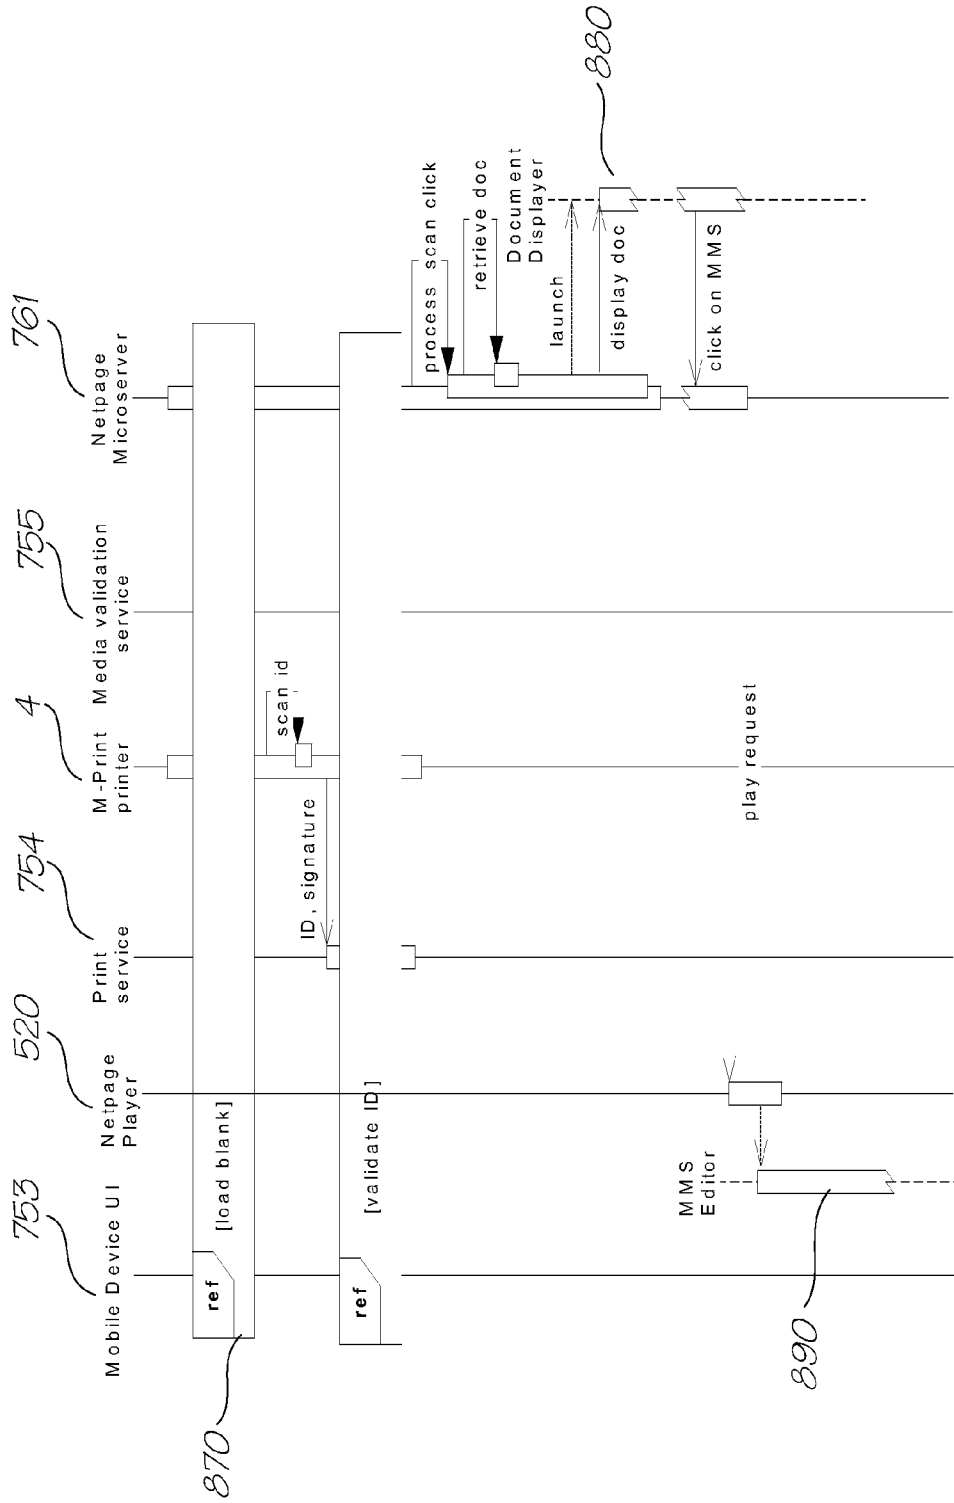 753
520
754
4
755
761
Mobile Device UI
Netpage
Player
Print
service
M-Print
printer
Media validation
service
Netpage
Microserver
ref
[load blank]
870
scan id
ID, signature
ref
[validate ID]
process scan click
retrieve doc
Document
Displayer
launch
display doc
880
click on MMS
play request
MMS
Editor
890